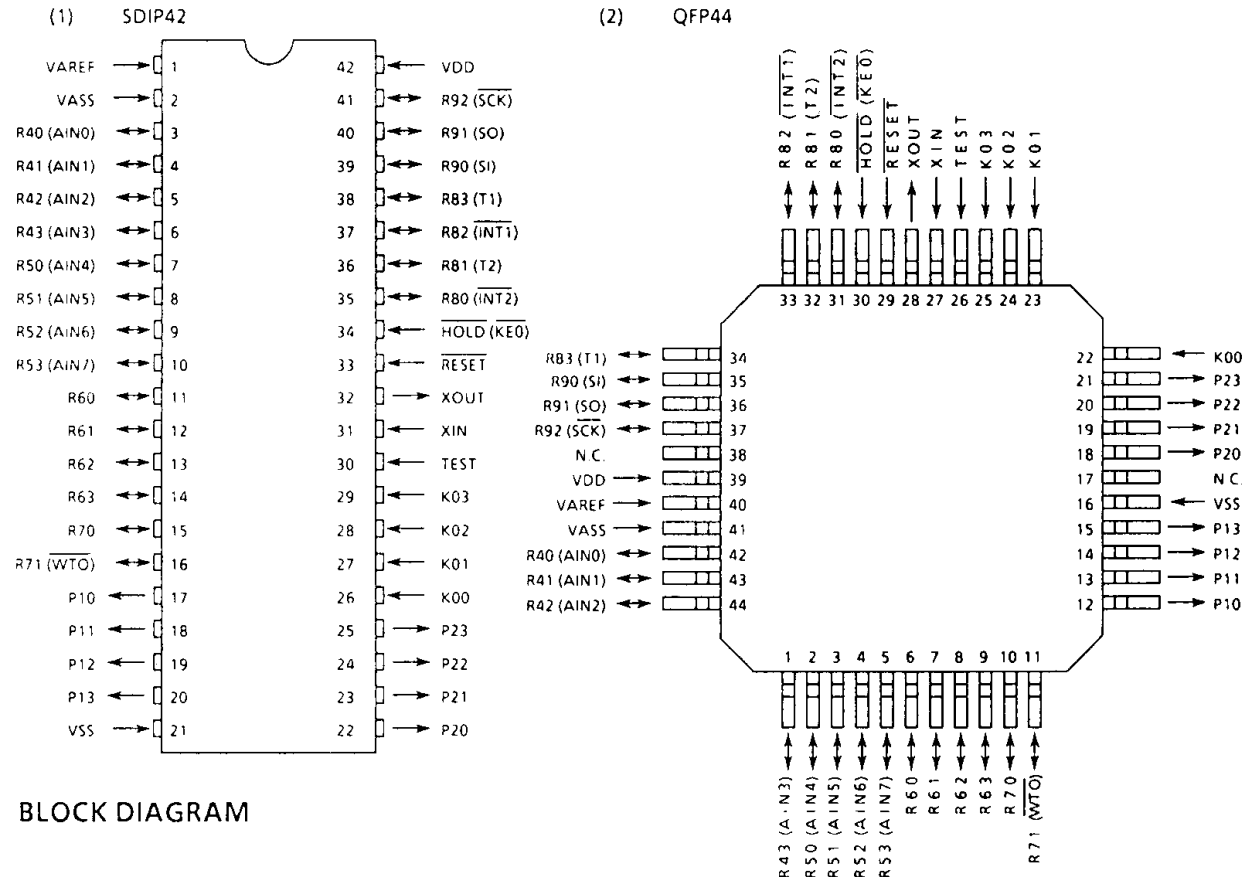 (1) SDIP42
VAREF 1 42 VDD
VASS 2 41 R92 (SCK)
R40 (AIN0) 3 40 R91 (SO)
R41 (AIN1) 4 39 R90 (SI)
R42 (AIN2) 5 38 R83 (T1)
R43 (AIN3) 6 37 R82 (INT1)
R50 (AIN4) 7 36 R81 (T2)
R51 (AIN5) 8 35 R80 (INT2)
R52 (AIN6) 9 34 HOLD (KE0)
R53 (AIN7) 10 33 RESET
R60 11 32 XOUT
R61 12 31 XIN
R62 13 30 TEST
R63 14 29 K03
R70 15 28 K02
R71 (WTO) 16 27 K01
P10 17 26 K00
P11 18 25 P23
P12 19 24 P22
P13 20 23 P21
VSS 21 22 P20
(2) QFP44
R82 (INT1)
R81 (T2)
R80 (INT2)
HOLD (KE0)
RESET
XOUT
XIN
TEST
K03
K02
K01
33 32 31 30 29 28 27 26 25 24 23
R83 (T1) 34 22 K00
R90 (SI) 35 21 P23
R91 (SO) 36 20 P22
R92 (SCK) 37 19 P21
N.C. 38 18 P20
VDD 39 17 N.C.
VAREF 40 16 VSS
VASS 41 15 P13
R40 (AIN0) 42 14 P12
R41 (AIN1) 43 13 P11
R42 (AIN2) 44 12 P10
1 2 3 4 5 6 7 8 9 10 11
R43 (AIN3)
R50 (AIN4)
R51 (AIN5)
R52 (AIN6)
R53 (AIN7)
R60
R61
R62
R63
R70
R71 (WTO)
BLOCK DIAGRAM